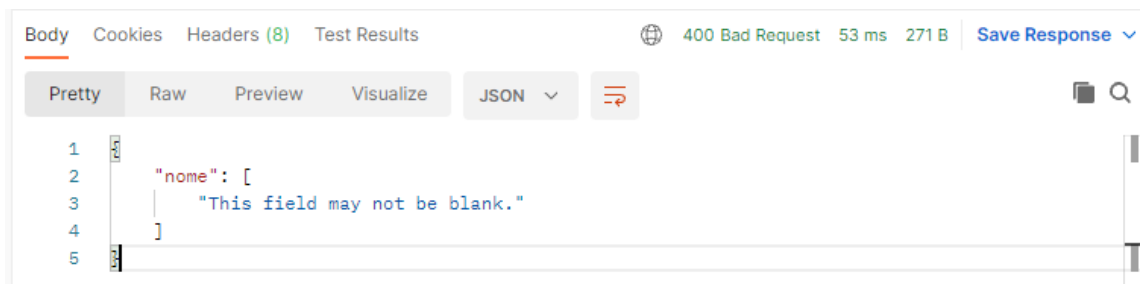 Body Cookies Headers (8) Test Results 400 Bad Request 53 ms 271 B Save Response
Pretty Raw Preview Visualize JSON
1 {
2 "nome": [
3 "This field may not be blank."
4 ]
5 }